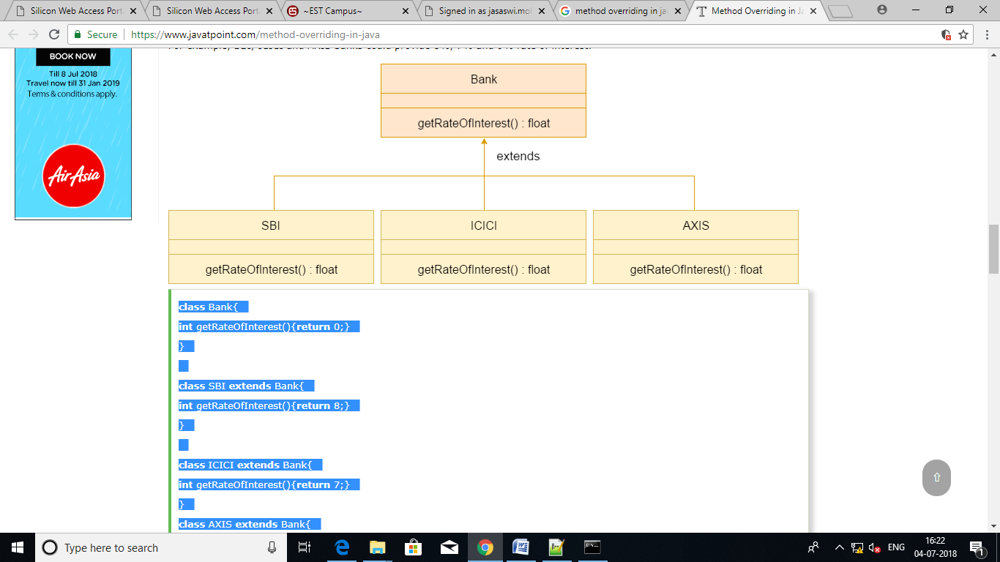 Silicon Web Access Port
Silicon Web Access Port
~EST Campus~
Signed in as jasaswi.mo
method overriding in ja
Method Overriding in Ja
Secure
https://www.javatpoint.com/method-overriding-in-java
BOOK NOW
Till 8 Jul 2018
Travel now till 31 Jan 2019
Terms & conditions apply.
AirAsia
Bank
getRateOfInterest() : float
extends
SBI
ICICI
AXIS
getRateOfInterest() : float
getRateOfInterest() : float
getRateOfInterest() : float
class Bank{
int getRateOfInterest(){return 0;}
}
class SBI extends Bank{
int getRateOfInterest(){return 8;}
}
class ICICI extends Bank{
int getRateOfInterest(){return 7;}
}
class AXIS extends Bank{
Type here to search
ENG
16:22
04-07-2018
1